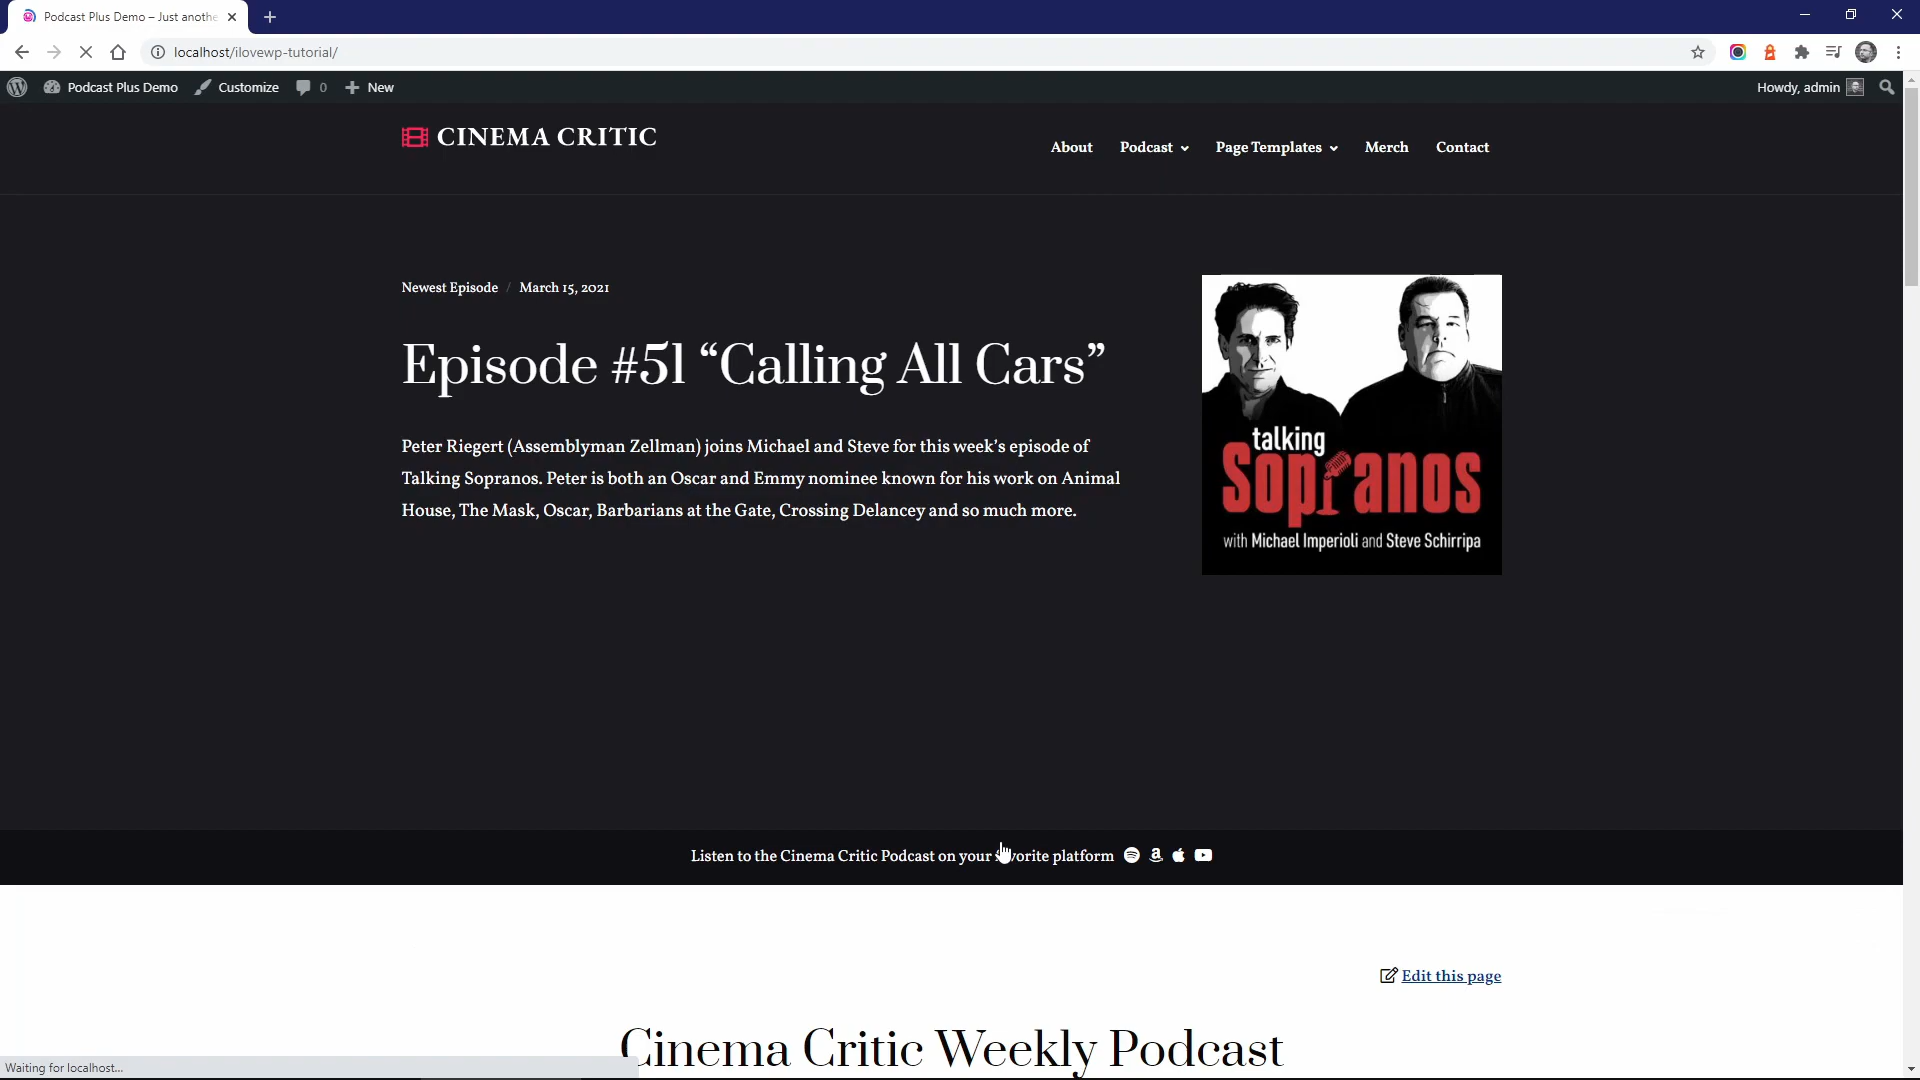 Podcast Plus Demo – Just anothe
localhost/ilovewp-tutorial/
Podcast Plus Demo
Customize
0
New
Howdy, admin
CINEMA CRITIC
About
Podcast
Page Templates
Merch
Contact
Newest Episode / March 15, 2021
Episode #51 “Calling All Cars”
Peter Riegert (Assemblyman Zellman) joins Michael and Steve for this week’s episode of
Talking Sopranos. Peter is both an Oscar and Emmy nominee known for his work on Animal
House, The Mask, Oscar, Barbarians at the Gate, Crossing Delancey and so much more.
talking
Sopranos
with Michael Imperioli and Steve Schirripa
Listen to the Cinema Critic Podcast on your favorite platform
Edit this page
Cinema Critic Weekly Podcast
Waiting for localhost...